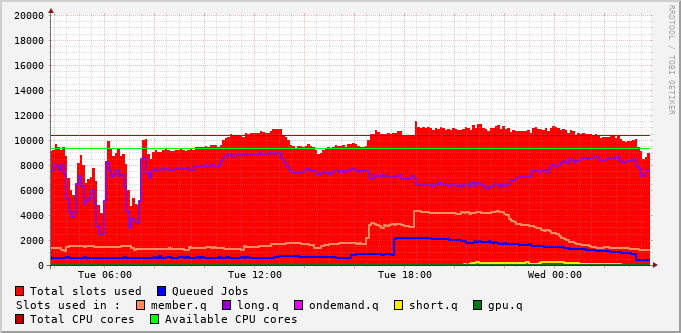 RRDTOOL / TOBI OETIKER
20000
18000
16000
14000
12000
10000
8000
6000
4000
2000
0
Tue 06:00 Tue 12:00 Tue 18:00 Wed 00:00
Total slots used Queued Jobs
Slots used in : member.q long.q ondemand.q short.q gpu.q
Total CPU cores Available CPU cores